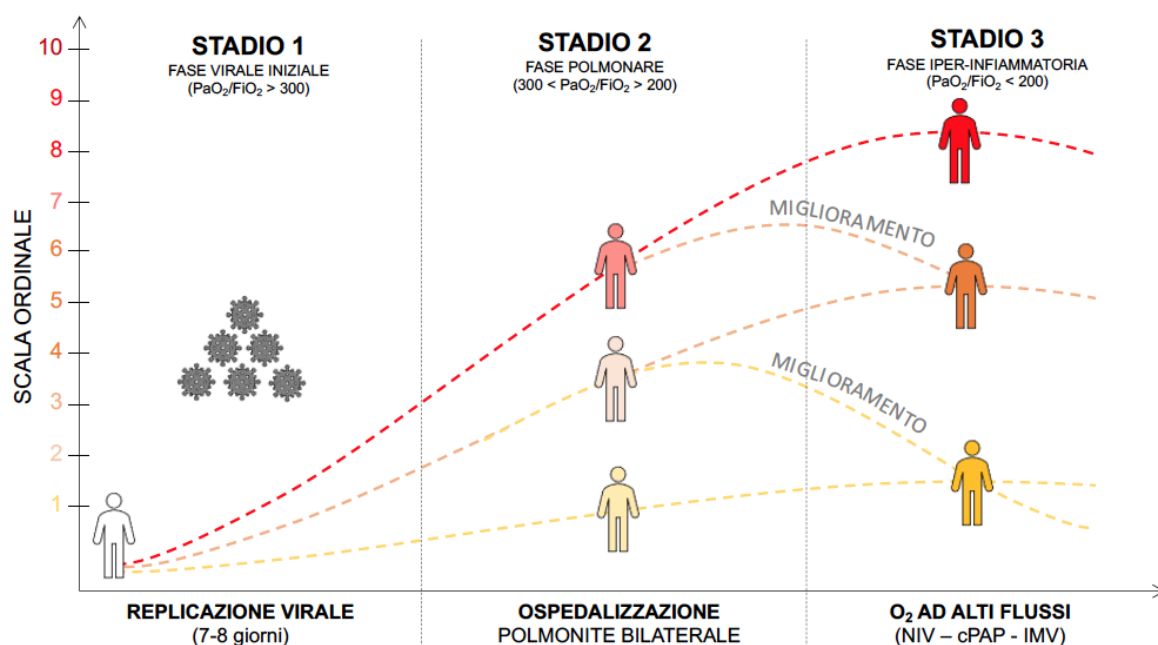 STADIO 1
FASE VIRALE INIZIALE
(PaO₂/FiO₂ > 300)
STADIO 2
FASE POLMONARE
(300 < PaO₂/FiO₂ > 200)
STADIO 3
FASE IPER-INFIAMMATORIA
(PaO₂/FiO₂ < 200)
SCALA ORDINALE
10
9
8
7
6
5
4
3
2
1
MIGLIORAMENTO
MIGLIORAMENTO
REPLICAZIONE VIRALE
(7-8 giorni)
OSPEDALIZZAZIONE
POLMONITE BILATERALE
O₂ AD ALTI FLUSSI
(NIV – cPAP - IMV)